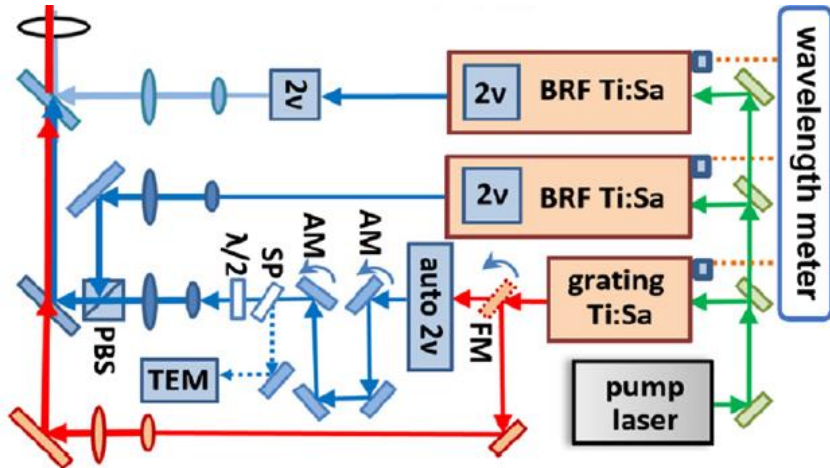 2ν
2ν
BRF Ti:Sa
2ν
BRF Ti:Sa
wavelength meter
AM
AM
SP
λ/2
auto 2ν
FM
grating
Ti:Sa
PBS
TEM
pump
laser